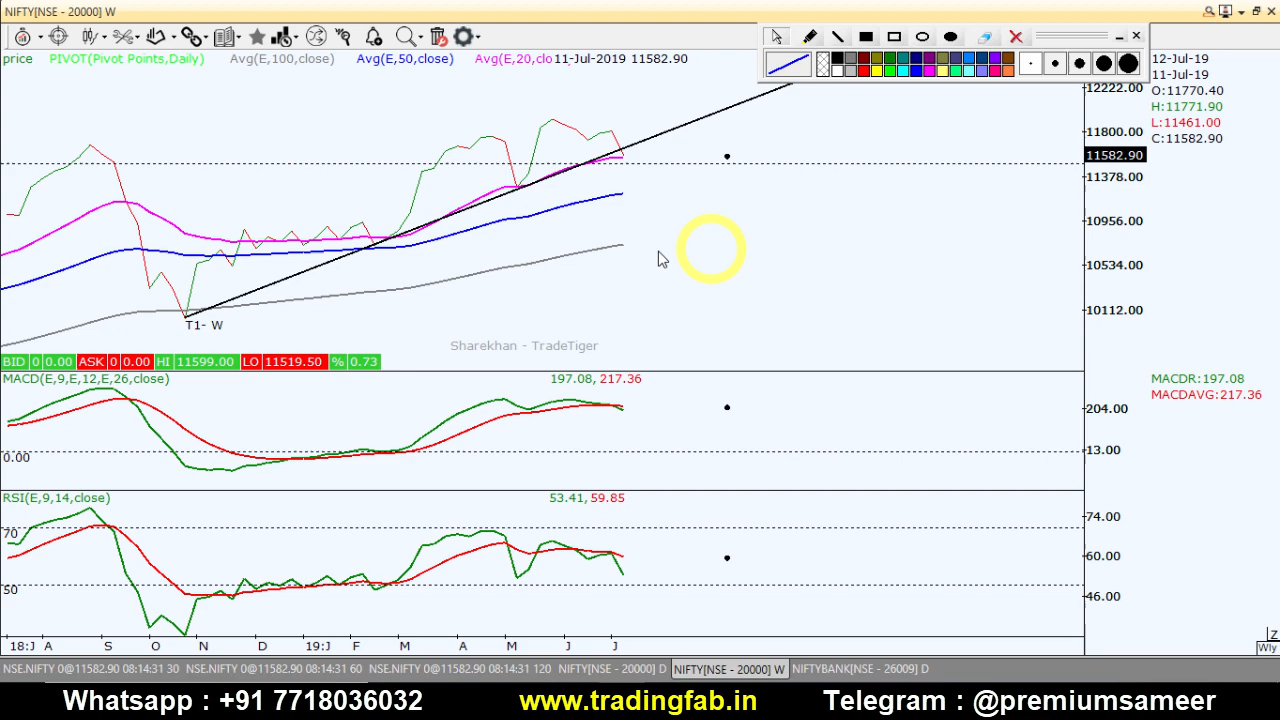 NIFTY[NSE - 20000] W
price PIVOT(Pivot Points,Daily) Avg(E,100,close) Avg(E,50,close) Avg(E,20,clo 11-Jul-2019 11582.90
12-Jul-19
11-Jul-19
O:11770.40
H:11771.90
L:11461.00
C:11582.90
12222.00
11800.00
11582.90
11378.00
10956.00
10534.00
10112.00
T1- W
Sharekhan - TradeTiger
BID 0 0.00 ASK 0 0.00 HI 11599.00 LO 11519.50 % 0.73
MACD(E,9,E,12,E,26,close) 197.08, 217.36
MACDR:197.08
MACDAVG:217.36
204.00
13.00
0.00
RSI(E,9,14,close) 53.41, 59.85
74.00
70
60.00
50
46.00
18:J A S O N D 19:J F M A M J J
Z
Wly
NSE.NIFTY 0@11582.90 08:14:31 30 NSE.NIFTY 0@11582.90 08:14:31 60 NSE.NIFTY 0@11582.90 08:14:31 120 NIFTY[NSE - 20000] D NIFTY[NSE - 20000] W NIFTYBANK[NSE - 26009] D
Whatsapp : +91 7718036032 www.tradingfab.in Telegram : @premiumsameer